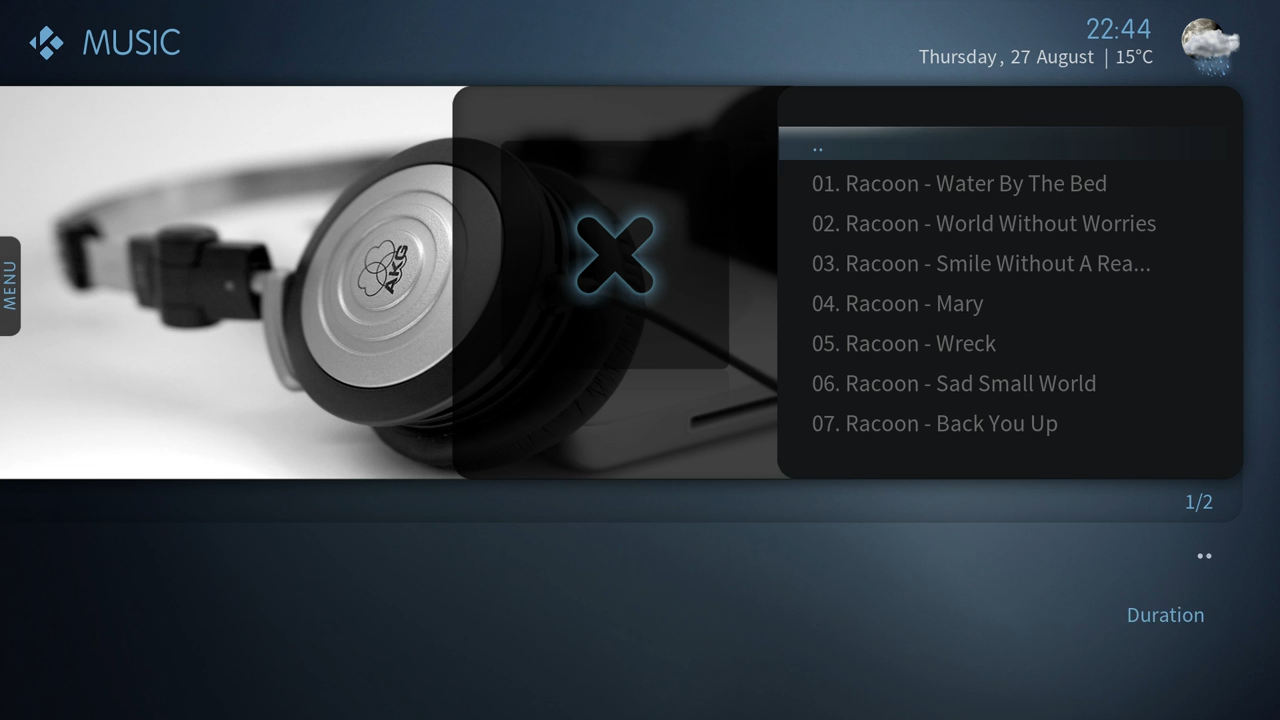 MUSIC
22:44
Thursday, 27 August | 15°C
MENU
AKG
..
01. Racoon - Water By The Bed
02. Racoon - World Without Worries
03. Racoon - Smile Without A Rea...
04. Racoon - Mary
05. Racoon - Wreck
06. Racoon - Sad Small World
07. Racoon - Back You Up
1/2
..
Duration